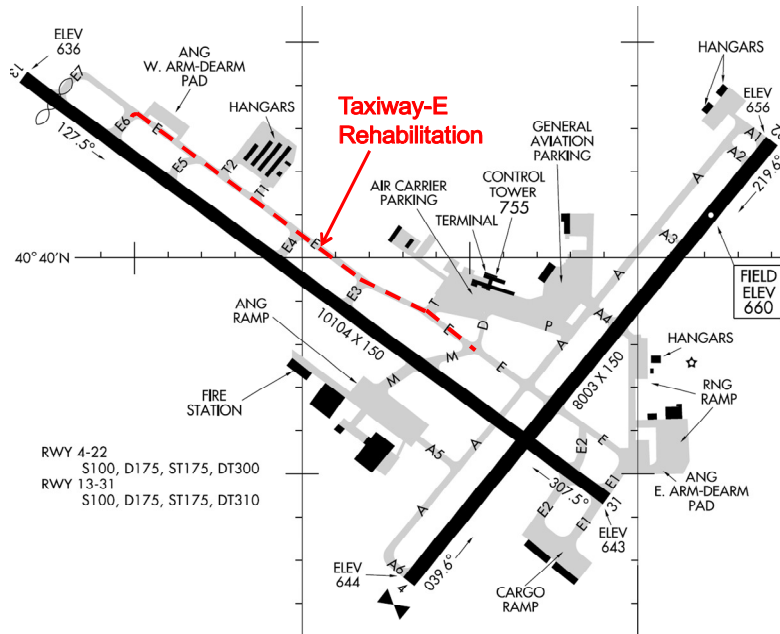 ELEV
636
ANG
W. ARM-DEARM
PAD
HANGARS
Taxiway-E
Rehabilitation
GENERAL
AVIATION
PARKING
HANGARS
ELEV
656
13
E7
127.5°
E6
E
E5
T2
T1
E4
E
E3
AIR CARRIER
PARKING
CONTROL
TOWER
755
TERMINAL
A1
22
A2
219.6°
A
A3
A
40°40'N
FIELD
ELEV
660
T
E
D
P
A
A4
E
ANG
RAMP
10104 X 150
8003 X 150
HANGARS
RNG
RAMP
M
M
FIRE
STATION
A
A5
E2
E
RWY 4-22
S100, D175, ST175, DT300
RWY 13-31
S100, D175, ST175, DT310
307.5°
E1
31
ANG
E. ARM-DEARM
PAD
A
E2
E1
ELEV
643
ELEV
644
A6
4
039.6°
CARGO
RAMP